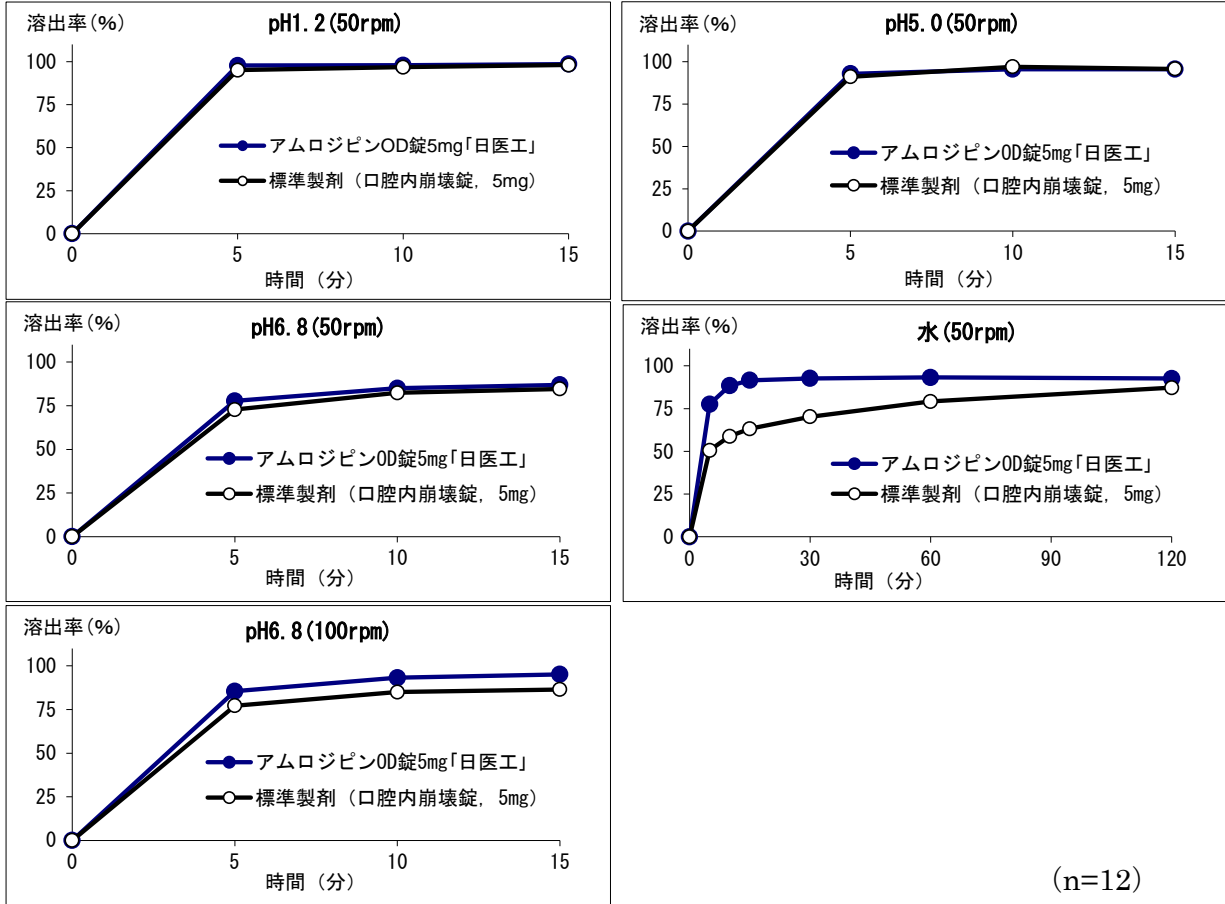 溶出率(%)
pH1.2(50rpm)
100
75
50
25
0
アムロジピンOD錠5mg「日医工」
標準製剤（口腔内崩壊錠, 5mg）
0 5 10 15
時間（分）
溶出率(%)
pH5.0(50rpm)
100
75
50
25
0
アムロジピンOD錠5mg「日医工」
標準製剤（口腔内崩壊錠, 5mg）
0 5 10 15
時間（分）
溶出率(%)
pH6.8(50rpm)
100
75
50
25
0
アムロジピンOD錠5mg「日医工」
標準製剤（口腔内崩壊錠, 5mg）
0 5 10 15
時間（分）
溶出率(%)
水(50rpm)
100
75
50
25
0
アムロジピンOD錠5mg「日医工」
標準製剤（口腔内崩壊錠, 5mg）
0 30 60 90 120
時間（分）
溶出率(%)
pH6.8(100rpm)
100
75
50
25
0
アムロジピンOD錠5mg「日医工」
標準製剤（口腔内崩壊錠, 5mg）
0 5 10 15
時間（分）
(n=12)